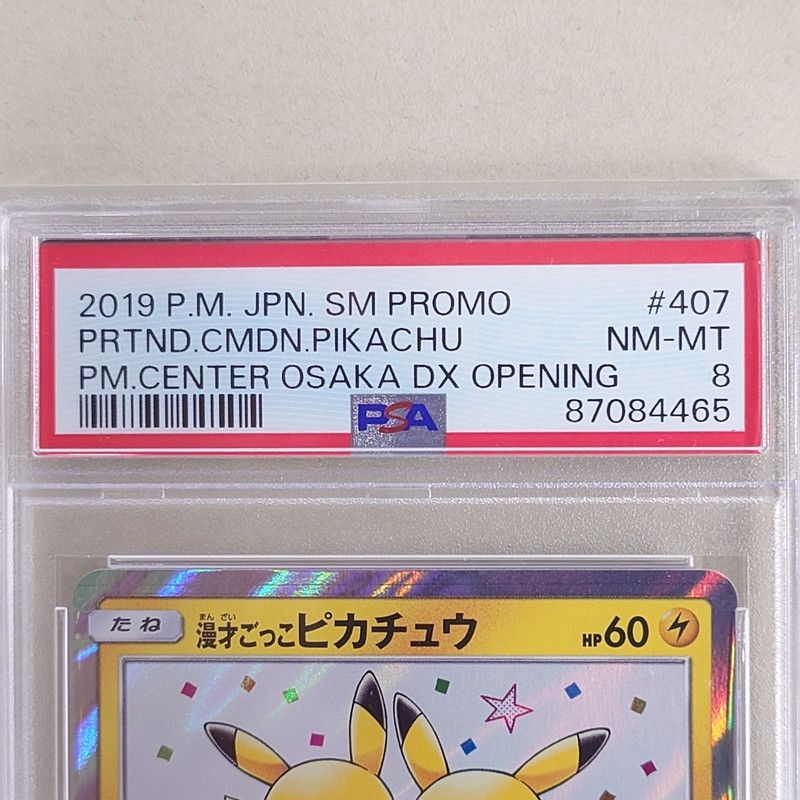 2019 P.M. JPN. SM PROMO #407
PRTND.CMDN.PIKACHU NM-MT
PM.CENTER OSAKA DX OPENING 8
PSA 87084465
たね
まん ざい
漫才ごっこピカチュウ HP60